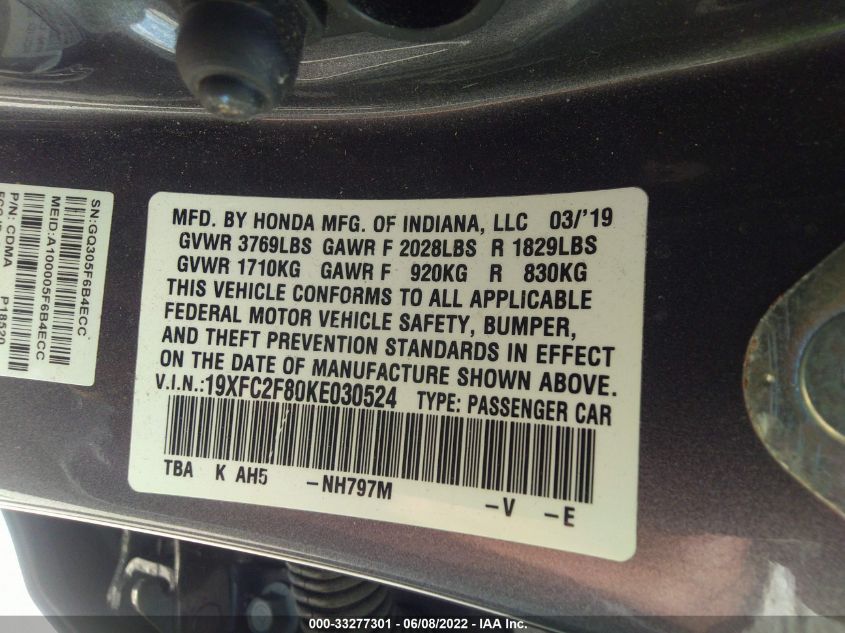 MFD. BY HONDA MFG. OF INDIANA, LLC 03/'19
GVWR 3769LBS GAWR F 2028LBS R 1829LBS
GVWR 1710KG GAWR F 920KG R 830KG
THIS VEHICLE CONFORMS TO ALL APPLICABLE
FEDERAL MOTOR VEHICLE SAFETY, BUMPER,
AND THEFT PREVENTION STANDARDS IN EFFECT
ON THE DATE OF MANUFACTURE SHOWN ABOVE.
V.I.N.:19XFC2F80KE030524 TYPE: PASSENGER CAR
TBA K AH5 -NH797M -V -E
SN:GQ305F6B4ECC
MEID:A100005F6B4ECC
P/N: CDMA P18520
000-33277301 | 06/08/2022 - IAA Inc.